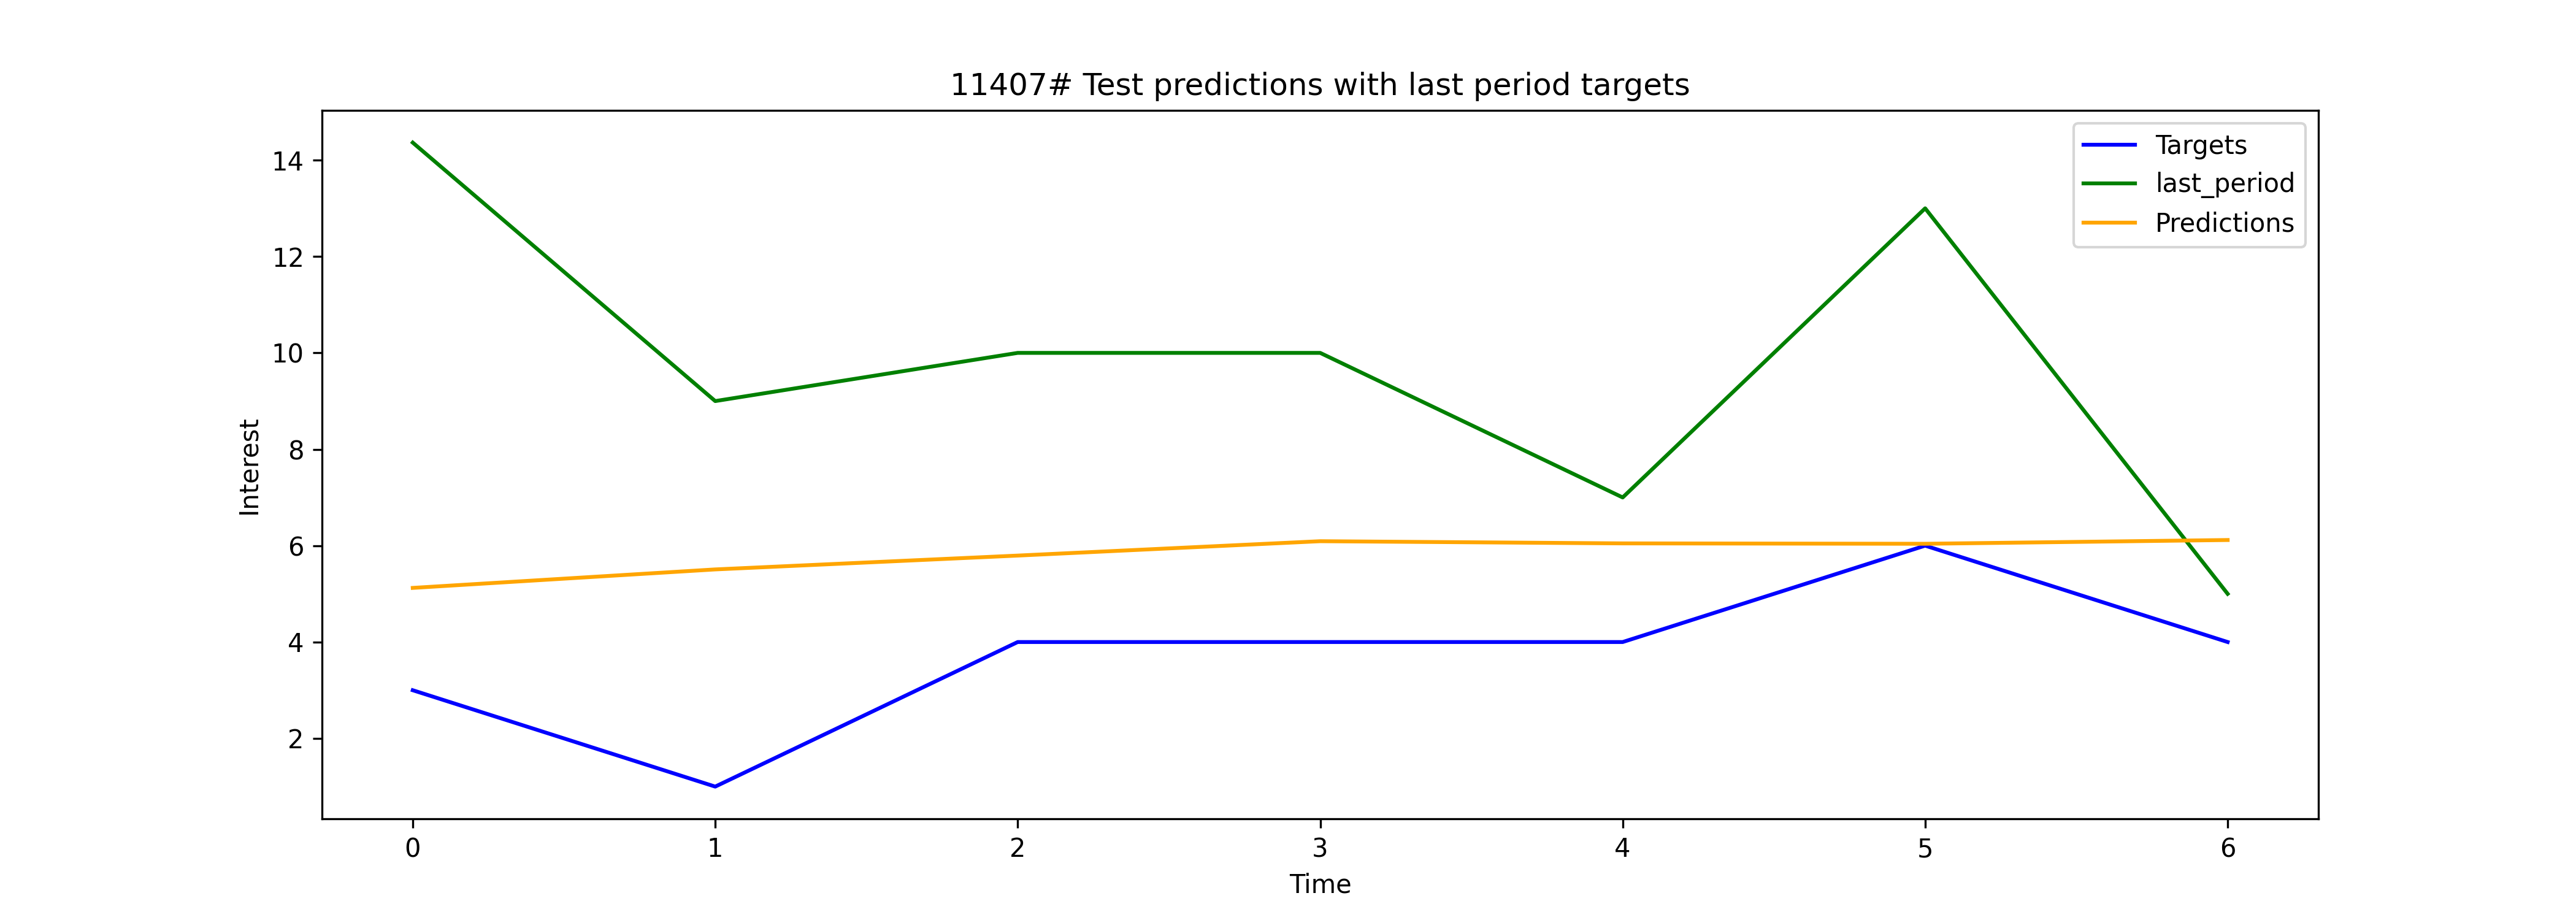 11407# Test predictions with last period targets
Targets
last_period
Predictions
14
12
10
8
6
4
2
Interest
0 1 2 3 4 5 6
Time